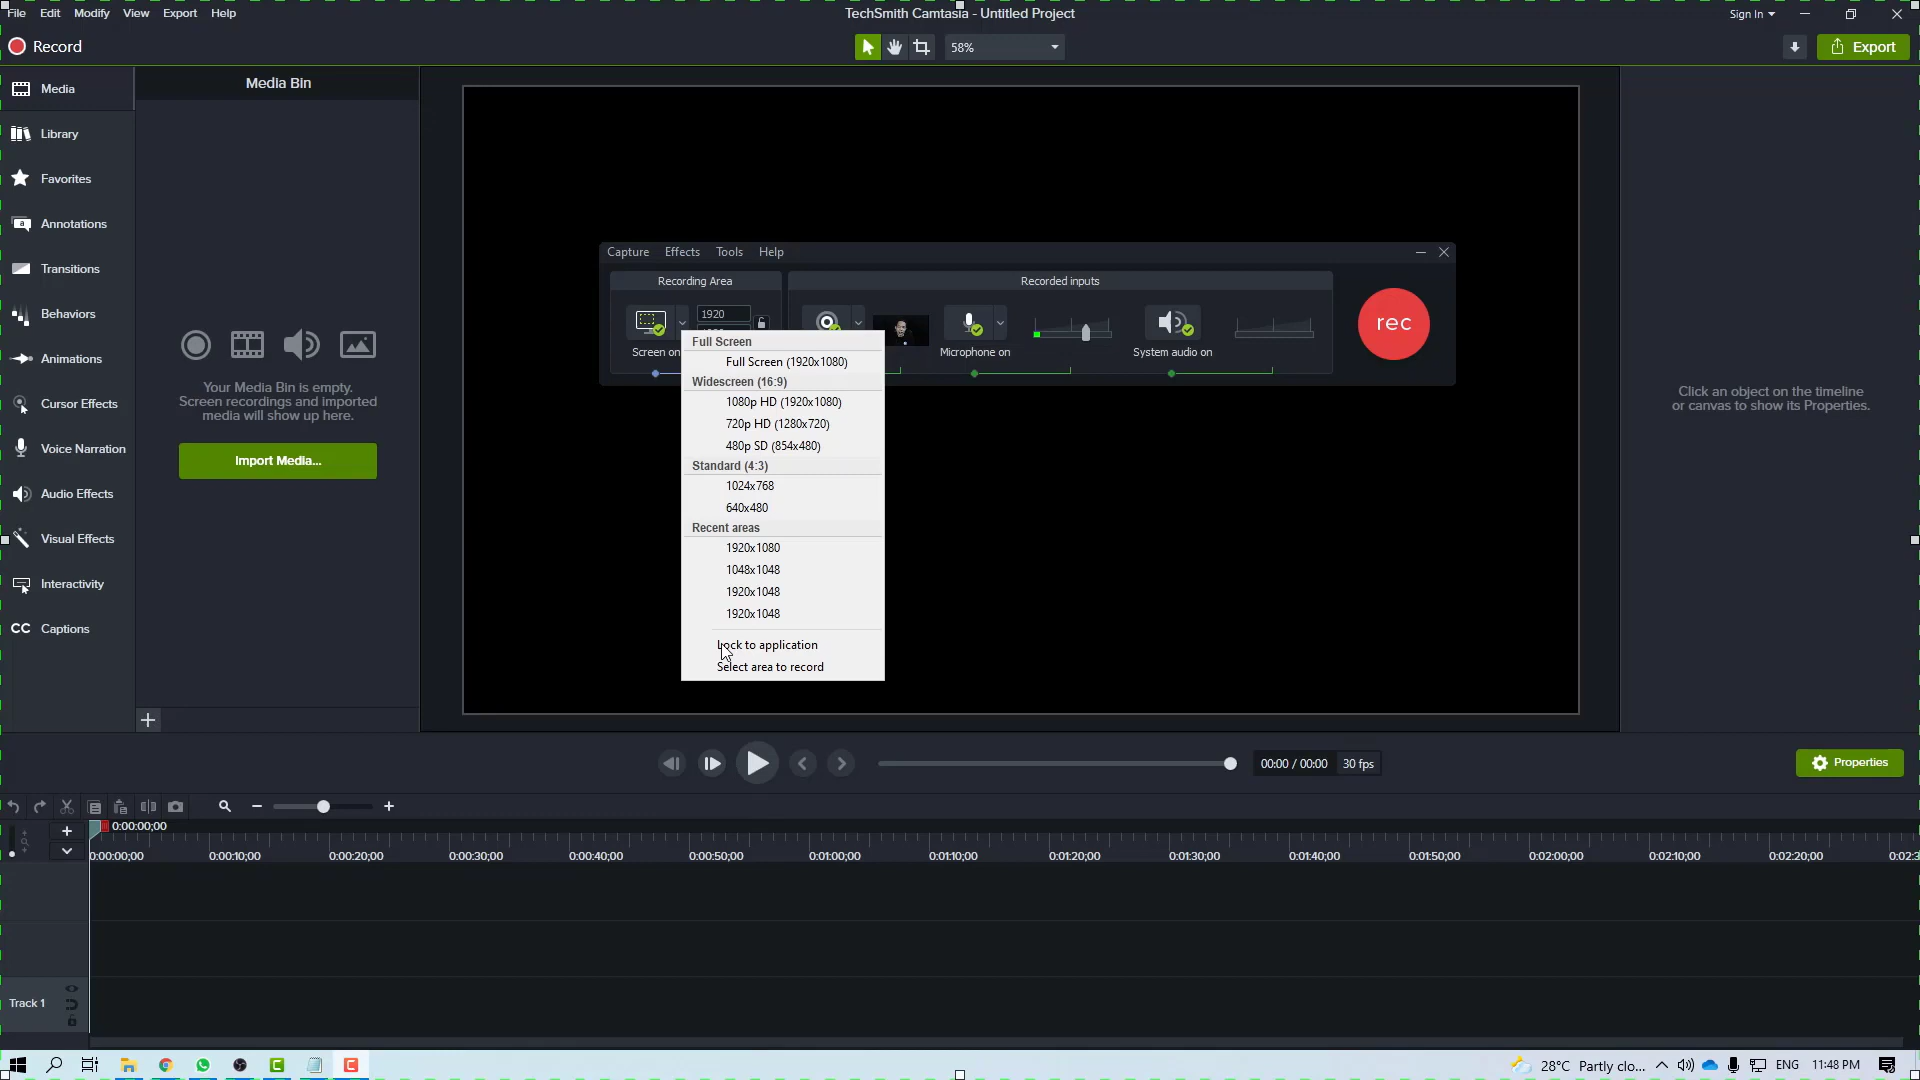 File Edit Modify View Export Help
TechSmith Camtasia - Untitled Project
Sign In
Record
58%
Export
Media
Library
Favorites
Annotations
Transitions
Behaviors
Animations
Cursor Effects
Voice Narration
Audio Effects
Visual Effects
Interactivity
CC Captions
Media Bin
Your Media Bin is empty.
Screen recordings and imported
media will show up here.
Import Media...
Capture Effects Tools Help
Recording Area
Recorded inputs
1920
Screen on
Microphone on
System audio on
rec
Full Screen
Full Screen (1920x1080)
Widescreen (16:9)
1080p HD (1920x1080)
720p HD (1280x720)
480p SD (854x480)
Standard (4:3)
1024x768
640x480
Recent areas
1920x1080
1048x1048
1920x1048
1920x1048
Lock to application
Select area to record
Click an object on the timeline
or canvas to show its Properties.
00:00 / 00:00 30 fps
Properties
0:00:00;00
0:00:00;00 0:00:10;00 0:00:20;00 0:00:30;00 0:00:40;00 0:00:50;00 0:01:00;00 0:01:10;00 0:01:20;00 0:01:30;00 0:01:40;00 0:01:50;00 0:02:00;00 0:02:10;00 0:02:20;00 0:02:3
Track 1
28°C Partly clo... ENG 11:48 PM